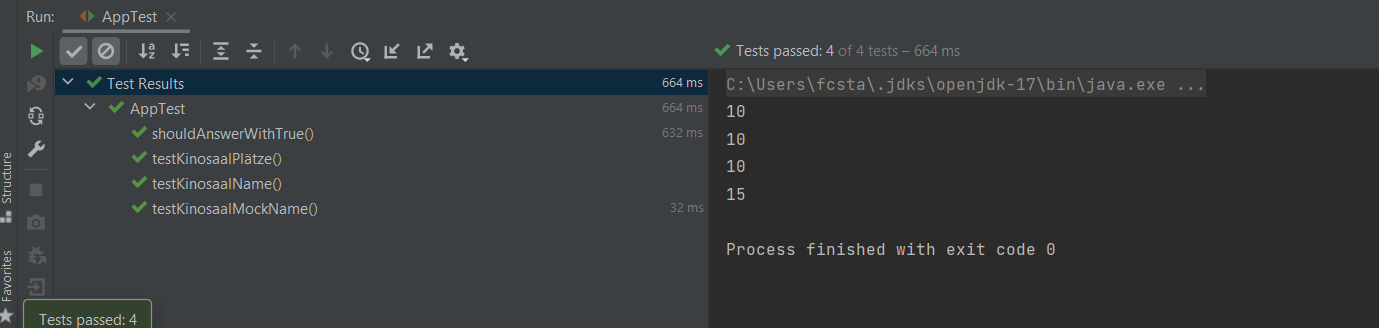 Run: AppTest
Tests passed: 4 of 4 tests – 664 ms
Test Results 664 ms
AppTest 664 ms
shouldAnswerWithTrue() 632 ms
testKinosaalPlätze()
testKinosaalName()
testKinosaalMockName() 32 ms
C:\Users\fcsta\.jdks\openjdk-17\bin\java.exe ...
10
10
10
15
Process finished with exit code 0
Structure
Favorites
Tests passed: 4